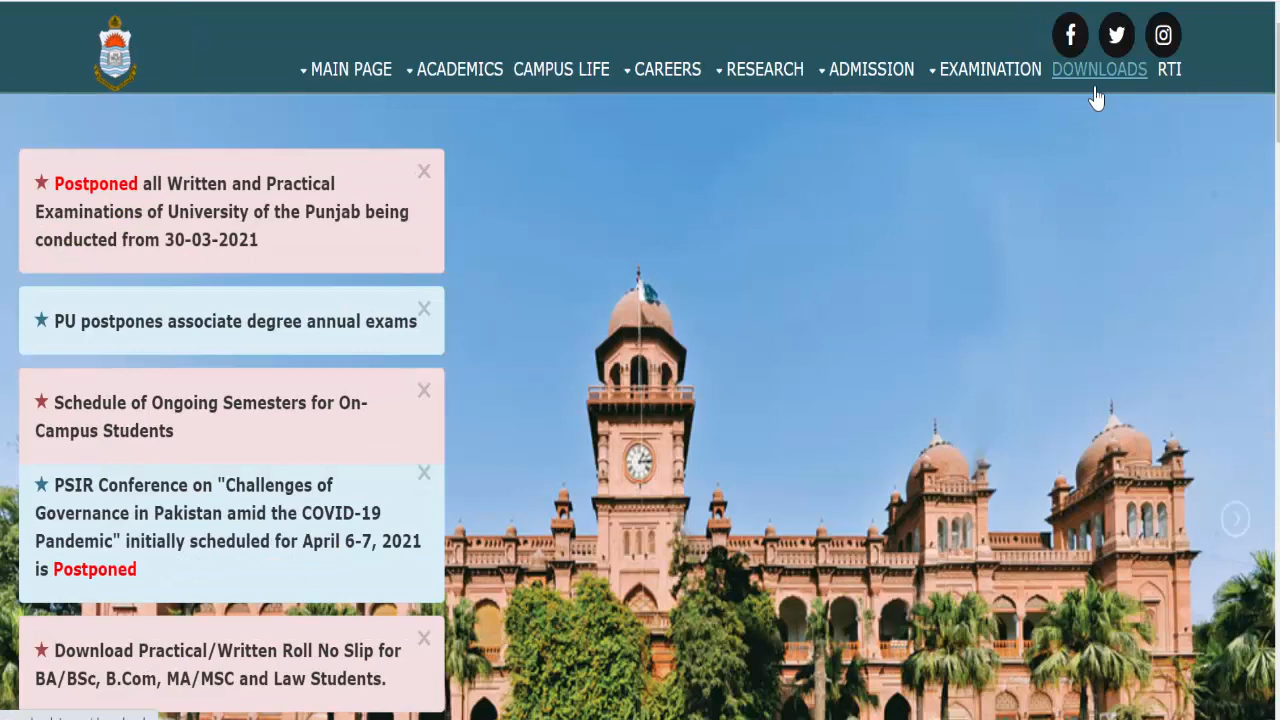 MAIN PAGE ACADEMICS CAMPUS LIFE CAREERS RESEARCH ADMISSION EXAMINATION DOWNLOADS RTI
Postponed all Written and Practical
Examinations of University of the Punjab being
conducted from 30-03-2021
PU postpones associate degree annual exams
Schedule of Ongoing Semesters for On-
Campus Students
PSIR Conference on "Challenges of
Governance in Pakistan amid the COVID-19
Pandemic" initially scheduled for April 6-7, 2021
is Postponed
Download Practical/Written Roll No Slip for
BA/BSc, B.Com, MA/MSC and Law Students.